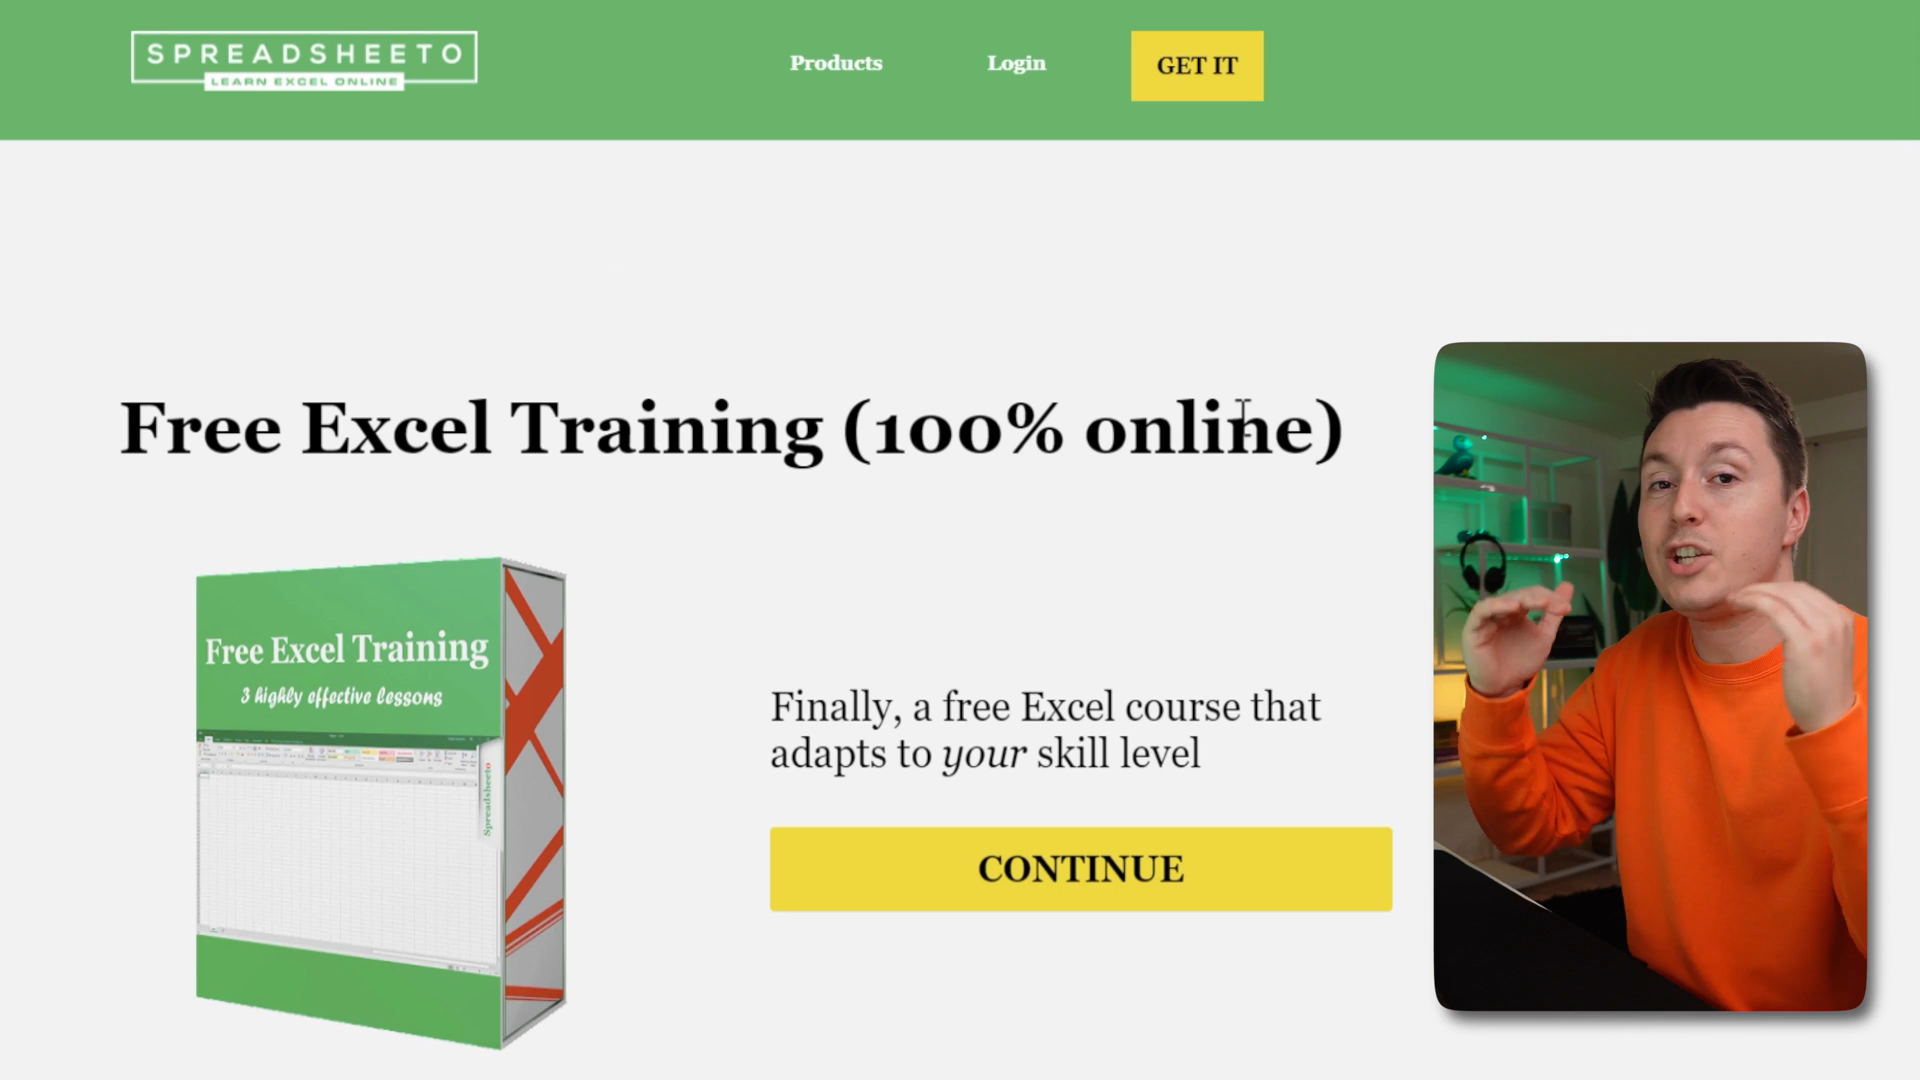 SPREADSHEETO
LEARN EXCEL ONLINE
Products
Login
GET IT
Free Excel Training (100% online)
Free Excel Training
3 highly effective lessons
Spreadsheeto
Finally, a free Excel course that
adapts to your skill level
CONTINUE